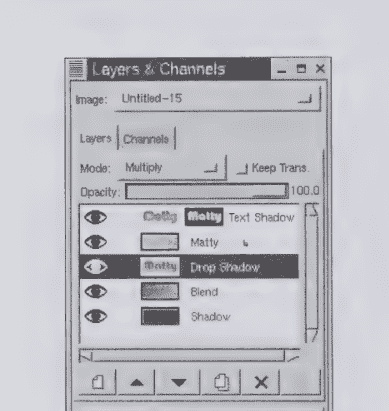 Layers & Channels
Image: Untitled-15
Layers Channels
Mode: Multiply Keep Trans.
Opacity: 100.0
Matty Text Shadow
Matty
Matty Drop Shadow
Blend
Shadow